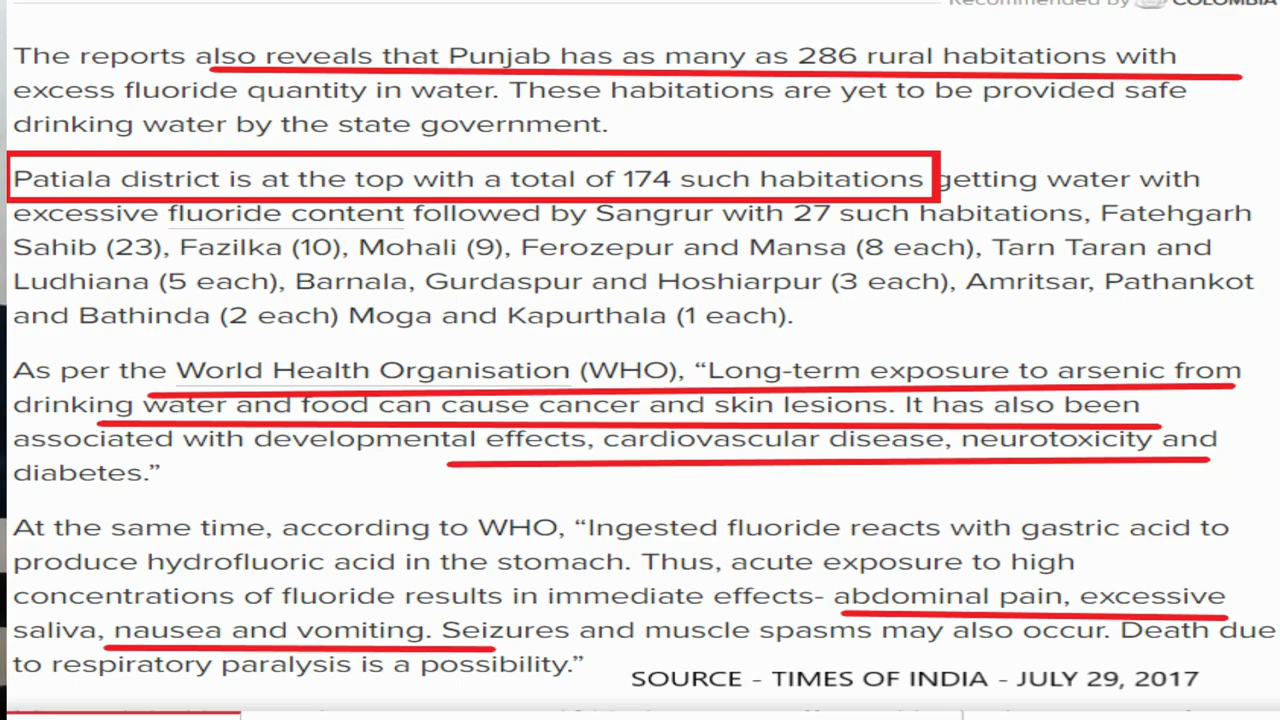 Recommended by COLOMBIA
The reports also reveals that Punjab has as many as 286 rural habitations with
excess fluoride quantity in water. These habitations are yet to be provided safe
drinking water by the state government.
Patiala district is at the top with a total of 174 such habitations getting water with
excessive fluoride content followed by Sangrur with 27 such habitations, Fatehgarh
Sahib (23), Fazilka (10), Mohali (9), Ferozepur and Mansa (8 each), Tarn Taran and
Ludhiana (5 each), Barnala, Gurdaspur and Hoshiarpur (3 each), Amritsar, Pathankot
and Bathinda (2 each) Moga and Kapurthala (1 each).
As per the World Health Organisation (WHO), “Long-term exposure to arsenic from
drinking water and food can cause cancer and skin lesions. It has also been
associated with developmental effects, cardiovascular disease, neurotoxicity and
diabetes.”
At the same time, according to WHO, “Ingested fluoride reacts with gastric acid to
produce hydrofluoric acid in the stomach. Thus, acute exposure to high
concentrations of fluoride results in immediate effects- abdominal pain, excessive
saliva, nausea and vomiting. Seizures and muscle spasms may also occur. Death due
to respiratory paralysis is a possibility.”
SOURCE - TIMES OF INDIA - JULY 29, 2017